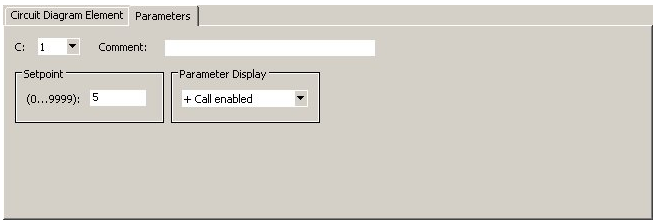 Circuit Diagram Element Parameters
C: 1 Comment:
Setpoint Parameter Display
(0...9999): 5 + Call enabled